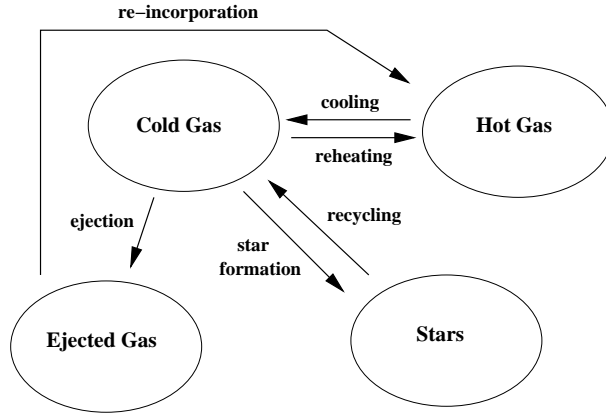 re-incorporation
cooling
Cold Gas
Hot Gas
reheating
ejection
recycling
star
formation
Ejected Gas
Stars